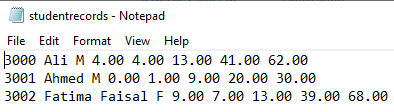 studentrecords - Notepad
File Edit Format View Help
3000 Ali M 4.00 4.00 13.00 41.00 62.00
3001 Ahmed M 0.00 1.00 9.00 20.00 30.00
3002 Fatima Faisal F 9.00 7.00 13.00 39.00 68.00